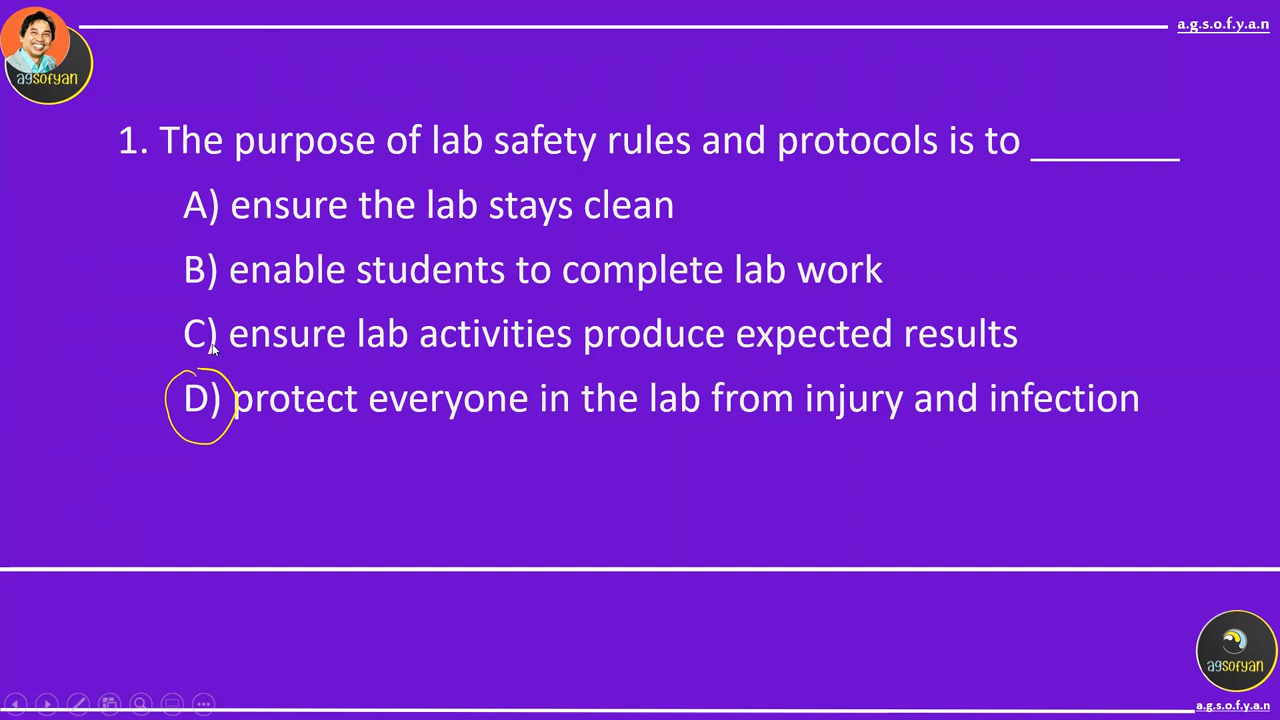 a.g.s.o.f.y.a.n
agsofyan
1. The purpose of lab safety rules and protocols is to _______
A) ensure the lab stays clean
B) enable students to complete lab work
C) ensure lab activities produce expected results
D) protect everyone in the lab from injury and infection
agsofyan
a.g.s.o.f.y.a.n